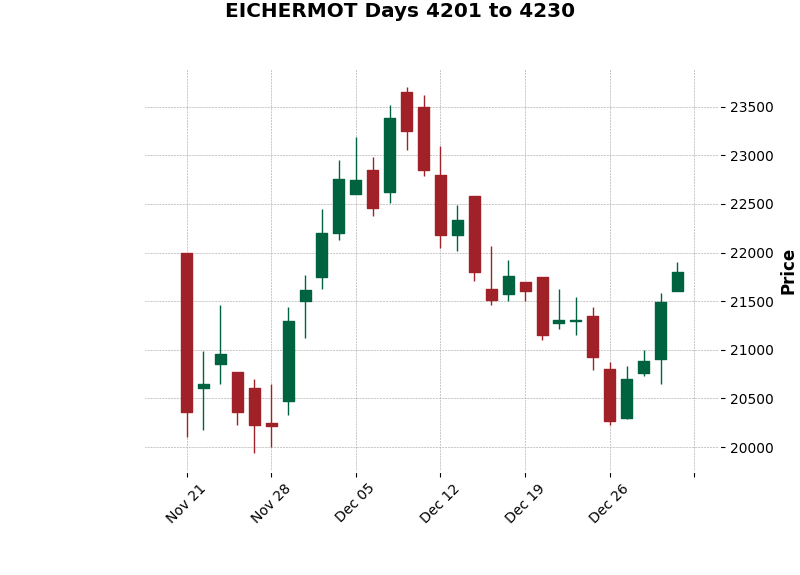 EICHERMOT Days 4201 to 4230
23500
23000
22500
22000
21500
21000
20500
20000
Price
Nov 21
Nov 28
Dec 05
Dec 12
Dec 19
Dec 26